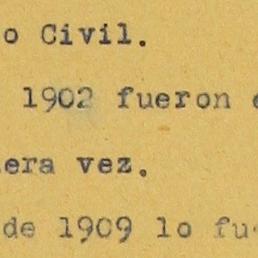 o Civil.
1902 fueron
era vez.
de 1909 lo fu